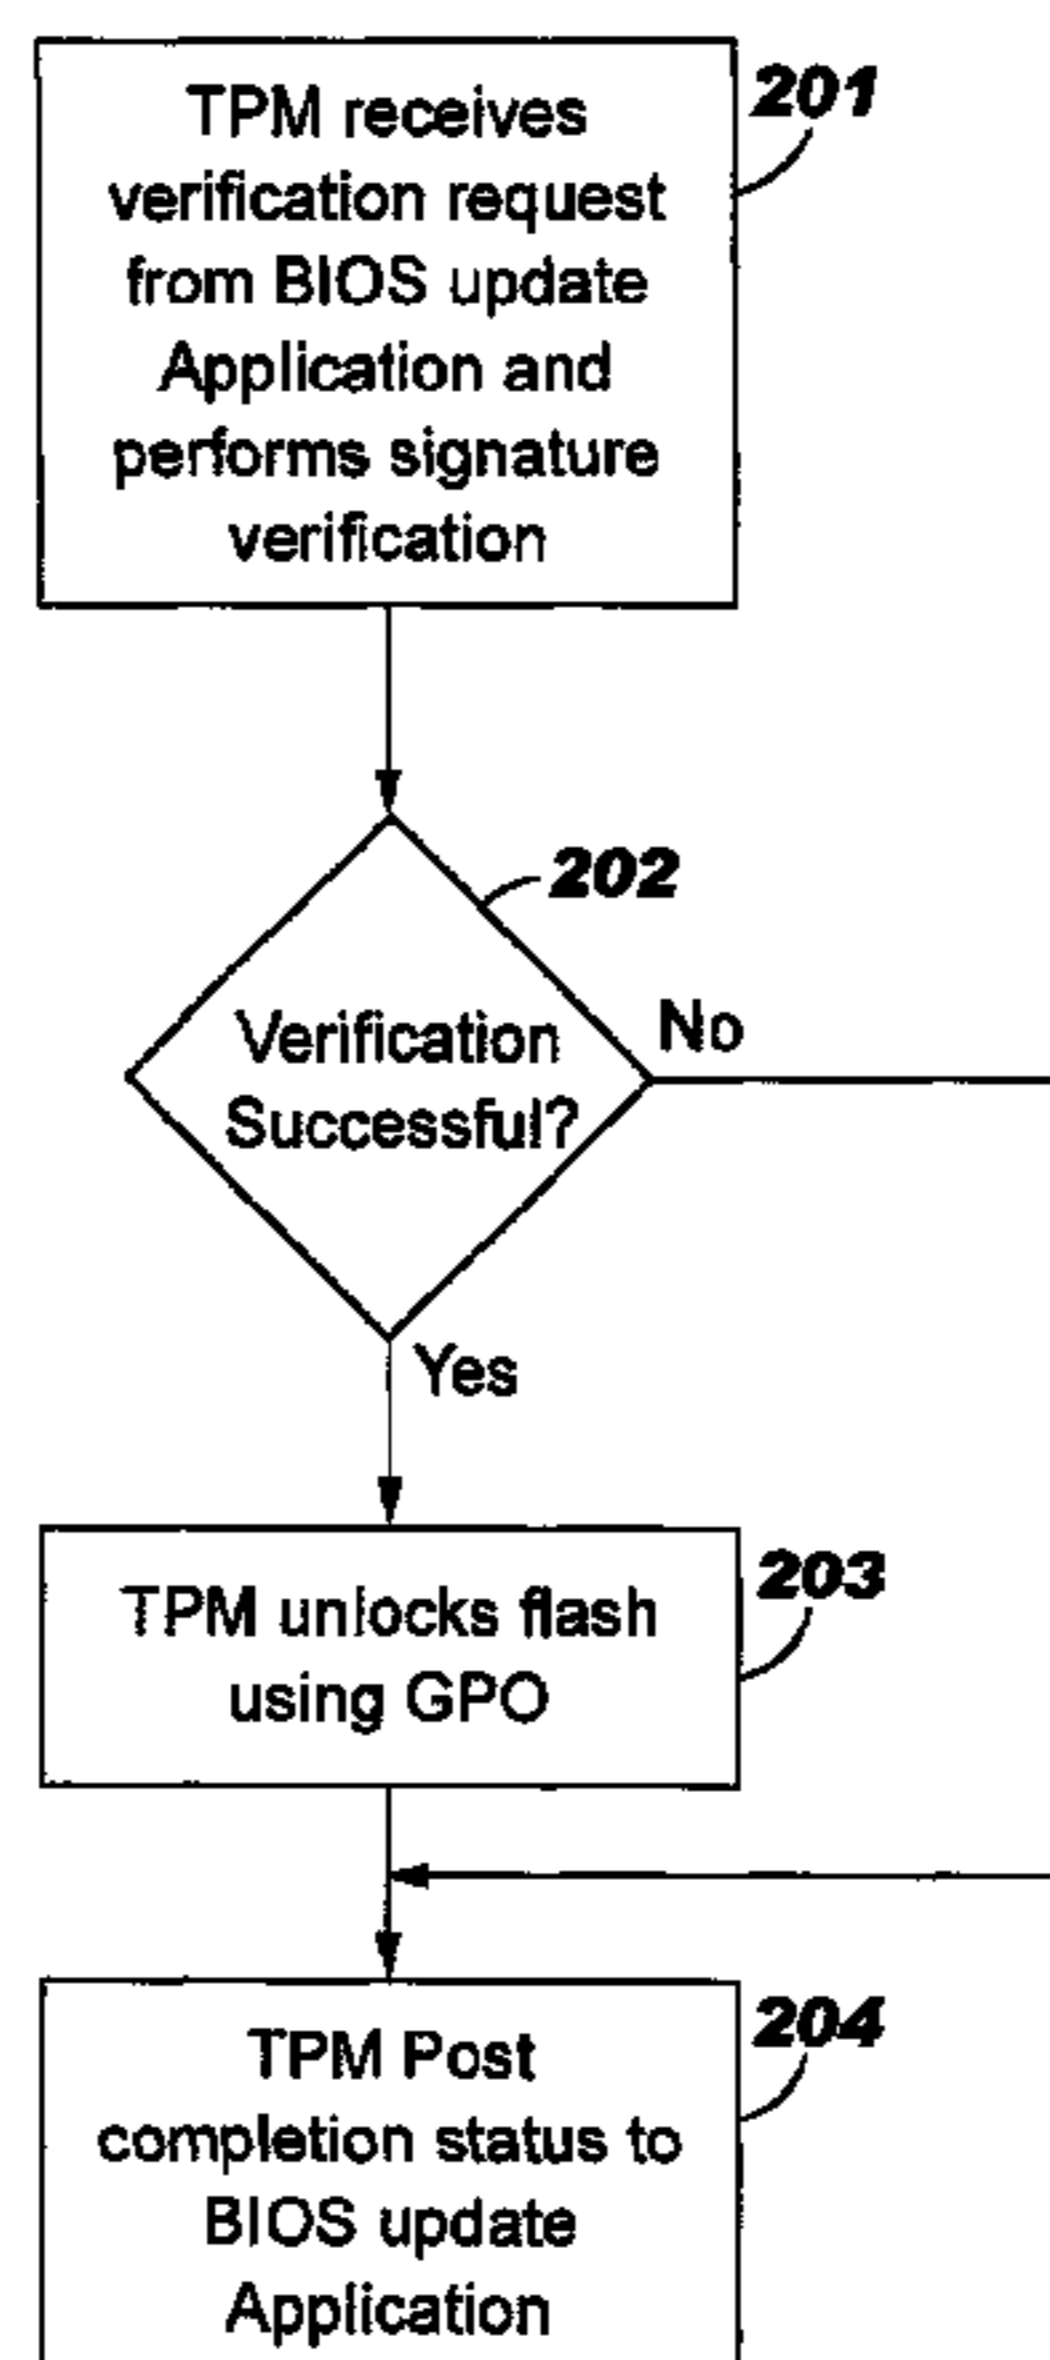 TPM receives
verification request
from BIOS update
Application and
performs signature
verification
201
202
Verification
Successful?
No
Yes
TPM unlocks flash
using GPO
203
TPM Post
completion status to
BIOS update
Application
204